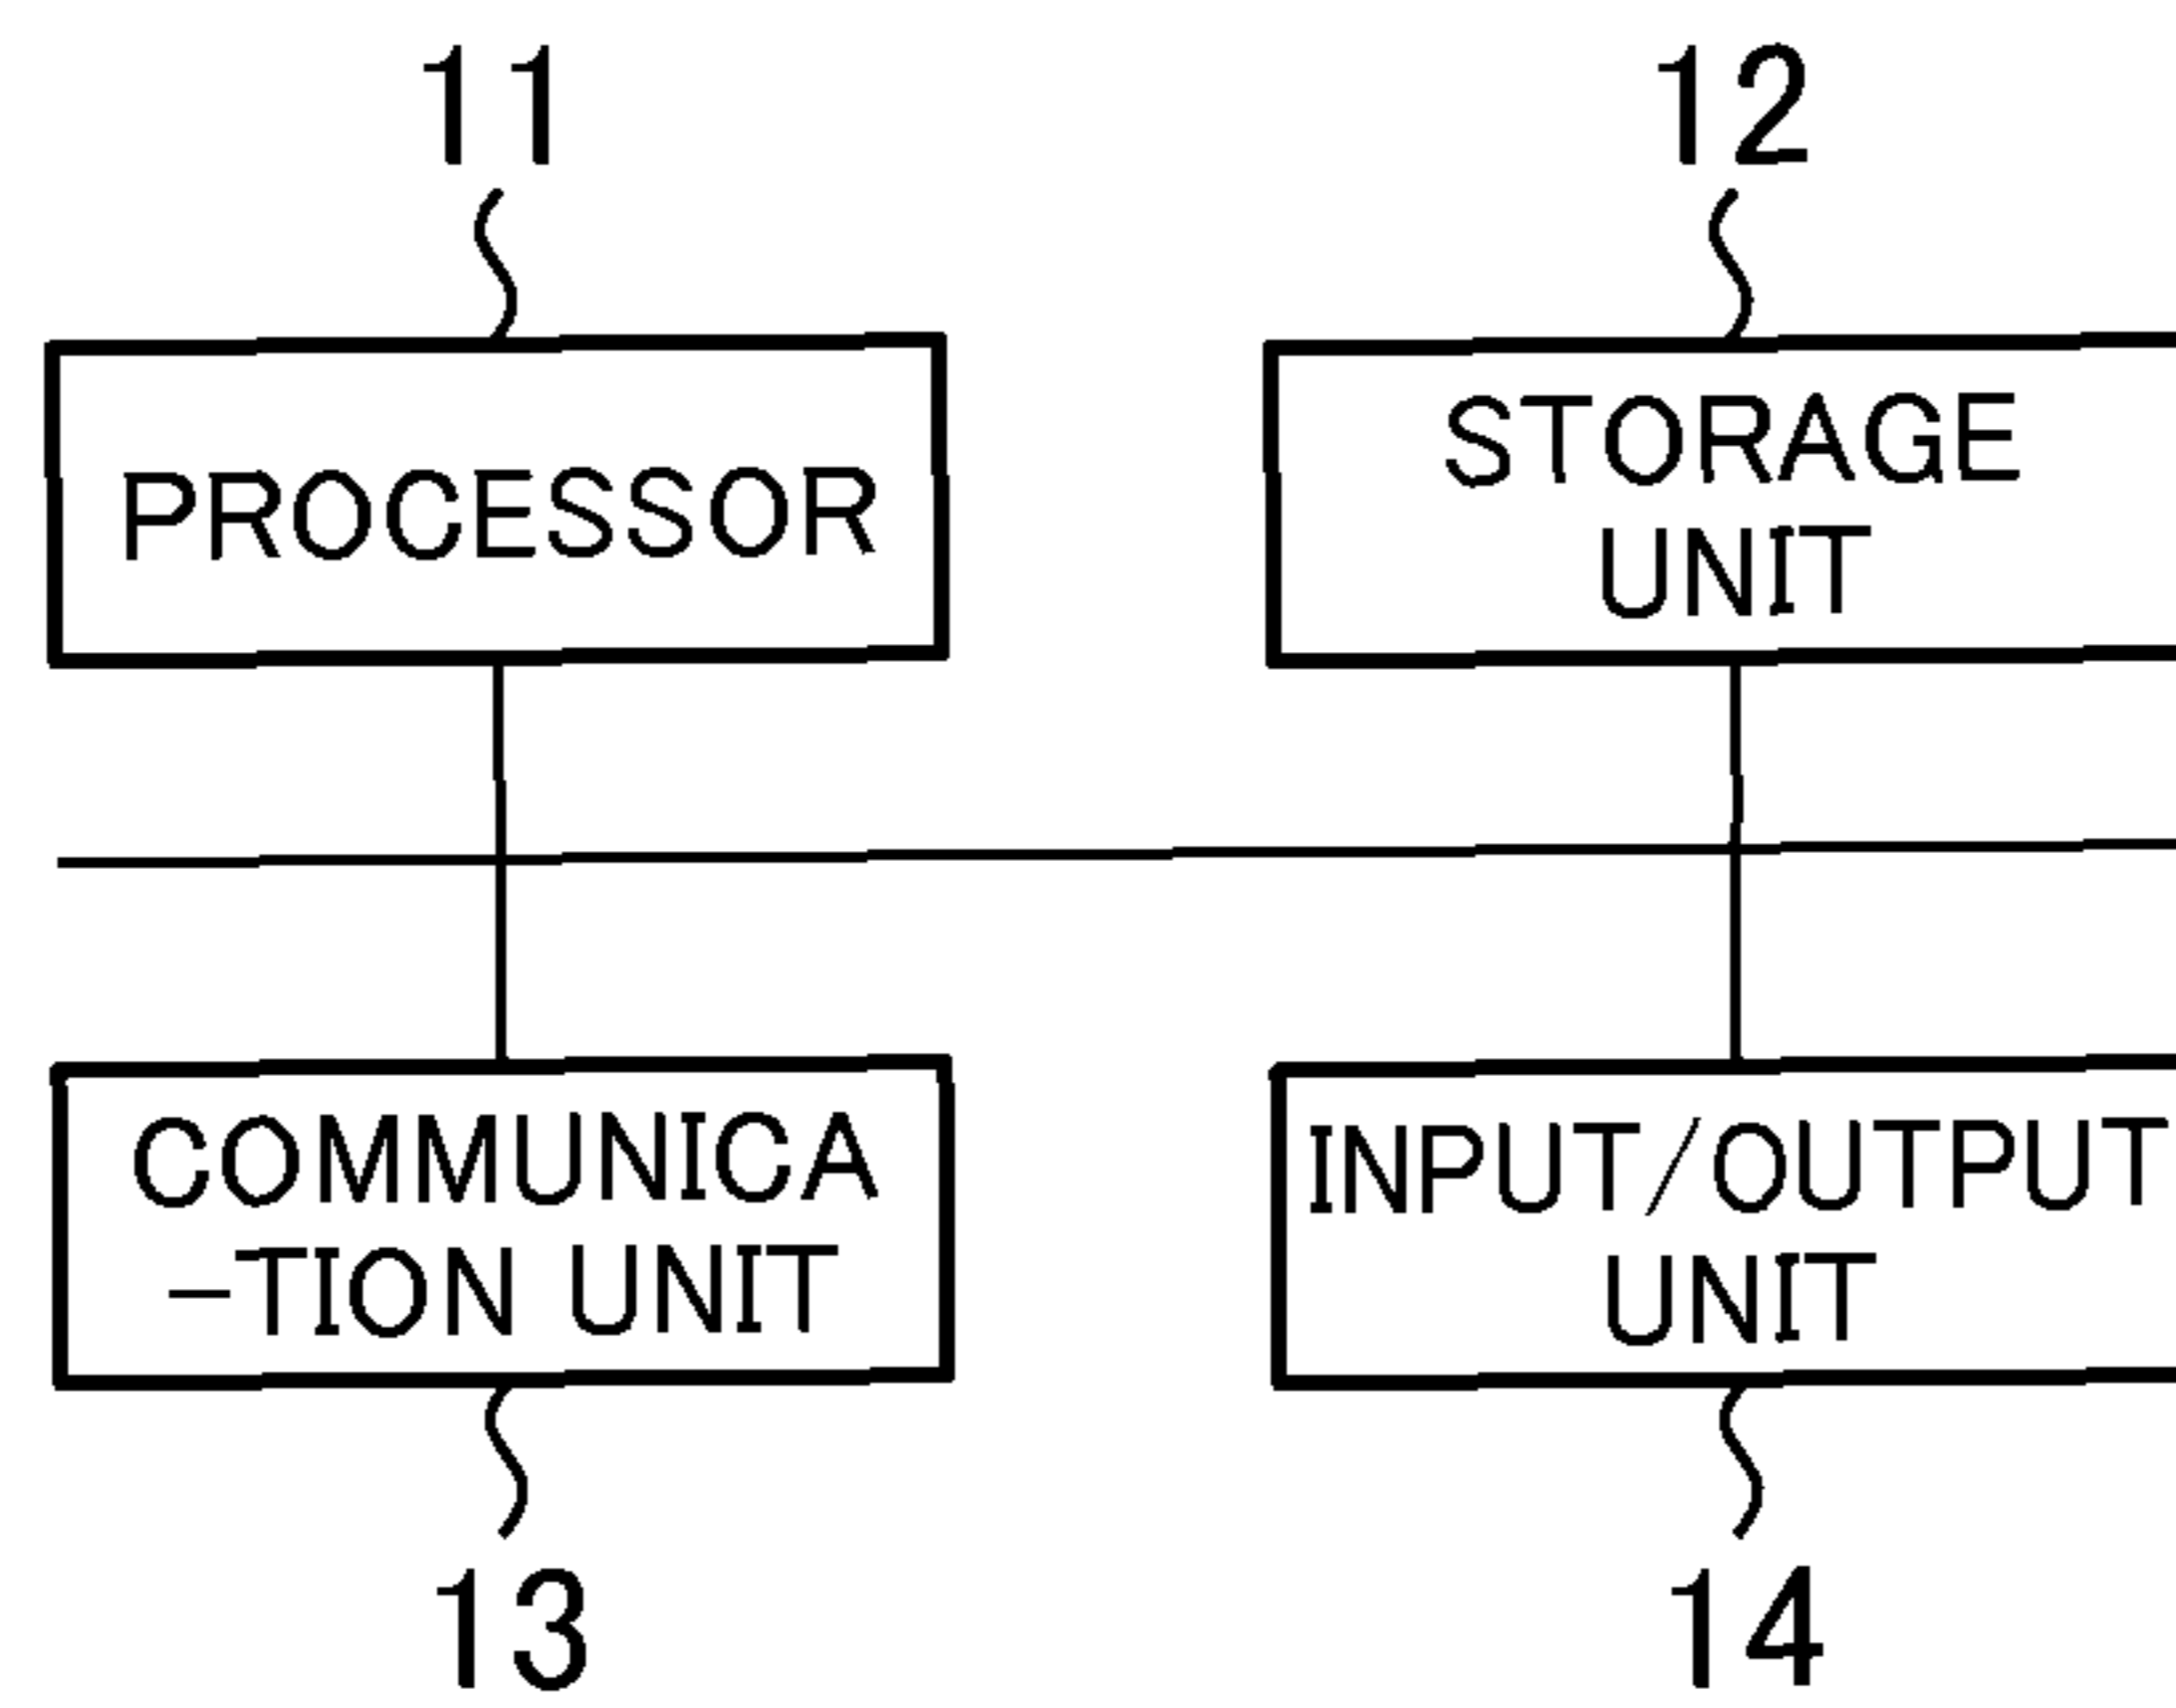 11
12
PROCESSOR
STORAGE
UNIT
COMMUNICA
-TION UNIT
INPUT/OUTPUT
UNIT
13
14